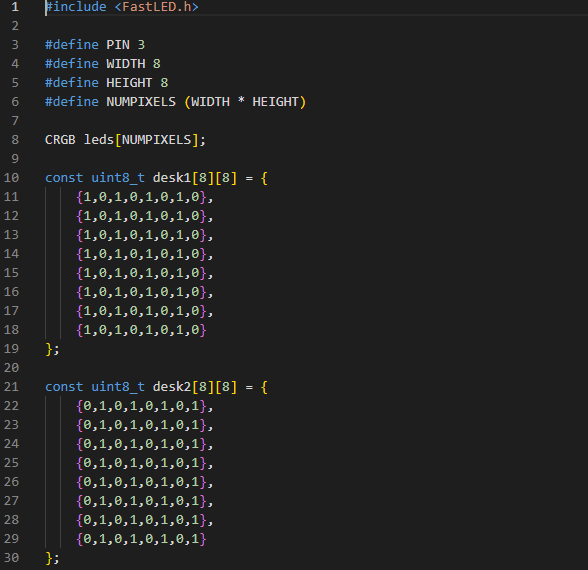 1 #include <FastLED.h>
2
3 #define PIN 3
4 #define WIDTH 8
5 #define HEIGHT 8
6 #define NUMPIXELS (WIDTH * HEIGHT)
7
8 CRGB leds[NUMPIXELS];
9
10 const uint8_t desk1[8][8] = {
11     {1,0,1,0,1,0,1,0},
12     {1,0,1,0,1,0,1,0},
13     {1,0,1,0,1,0,1,0},
14     {1,0,1,0,1,0,1,0},
15     {1,0,1,0,1,0,1,0},
16     {1,0,1,0,1,0,1,0},
17     {1,0,1,0,1,0,1,0},
18     {1,0,1,0,1,0,1,0}
19 };
20
21 const uint8_t desk2[8][8] = {
22     {0,1,0,1,0,1,0,1},
23     {0,1,0,1,0,1,0,1},
24     {0,1,0,1,0,1,0,1},
25     {0,1,0,1,0,1,0,1},
26     {0,1,0,1,0,1,0,1},
27     {0,1,0,1,0,1,0,1},
28     {0,1,0,1,0,1,0,1},
29     {0,1,0,1,0,1,0,1}
30 };